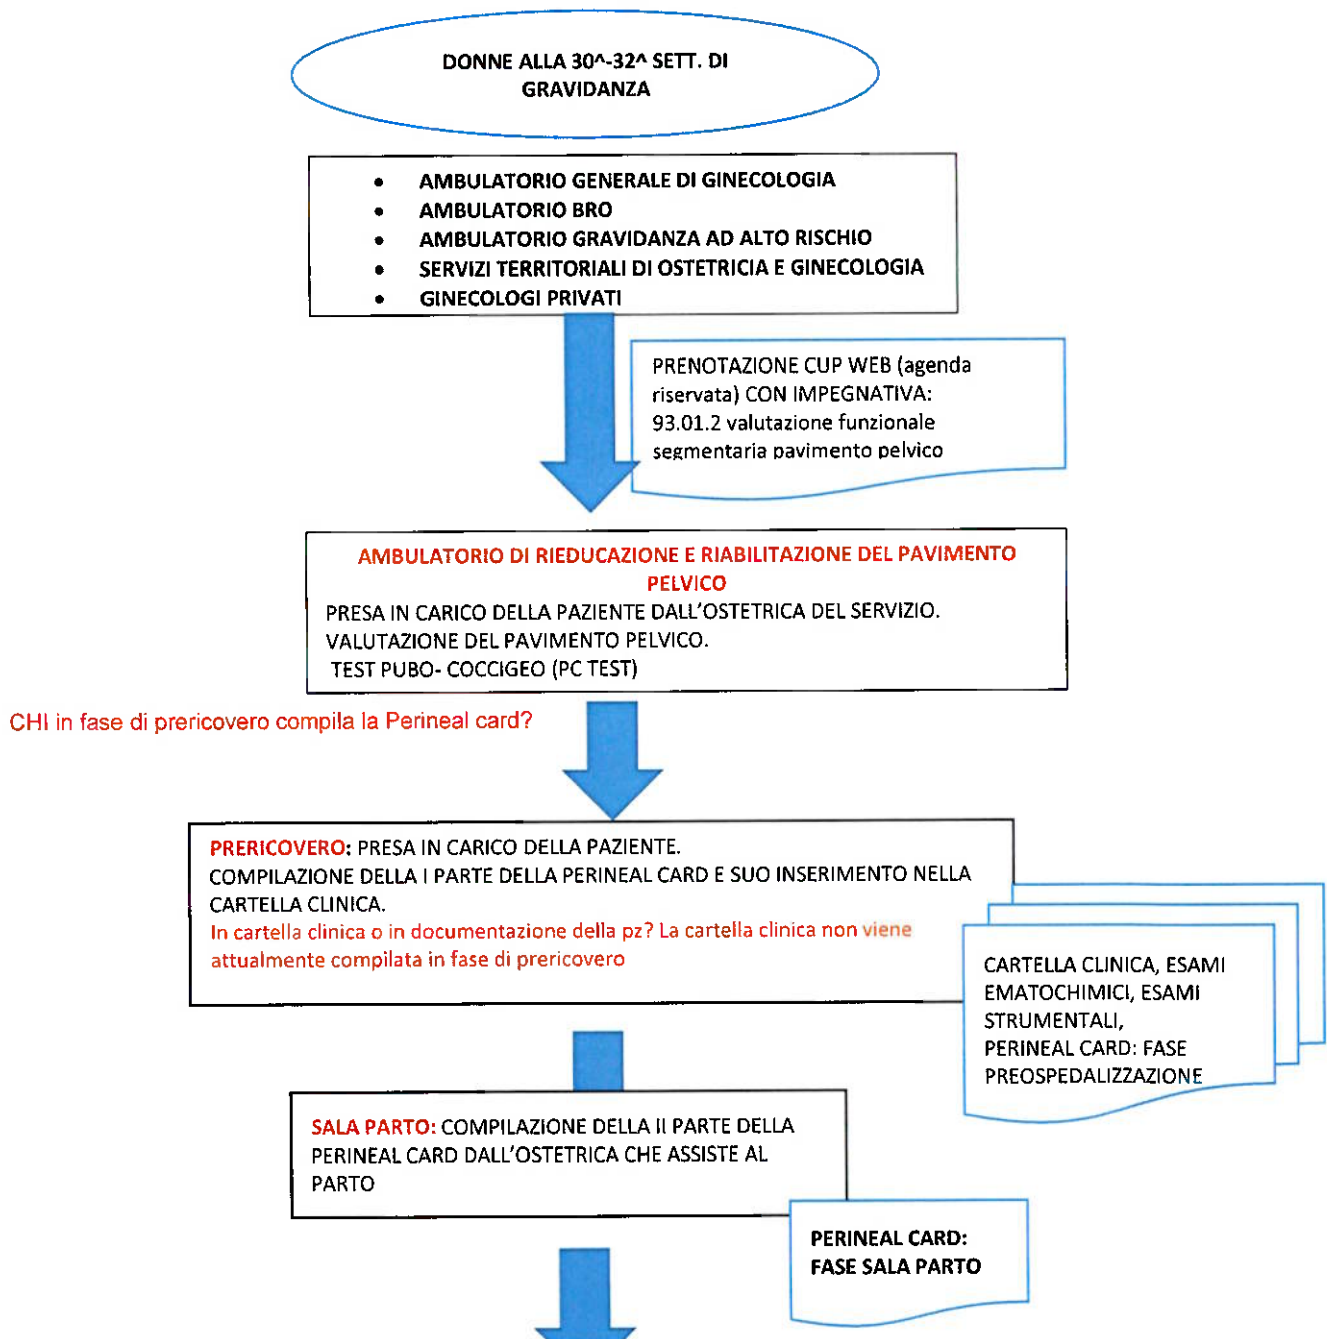 DONNE ALLA 30^-32^ SETT. DI
GRAVIDANZA
• AMBULATORIO GENERALE DI GINECOLOGIA
• AMBULATORIO BRO
• AMBULATORIO GRAVIDANZA AD ALTO RISCHIO
• SERVIZI TERRITORIALI DI OSTETRICIA E GINECOLOGIA
• GINECOLOGI PRIVATI
PRENOTAZIONE CUP WEB (agenda
riservata) CON IMPEGNATIVA:
93.01.2 valutazione funzionale
segmentaria pavimento pelvico
AMBULATORIO DI RIEDUCAZIONE E RIABILITAZIONE DEL PAVIMENTO
PELVICO
PRESA IN CARICO DELLA PAZIENTE DALL'OSTETRICA DEL SERVIZIO.
VALUTAZIONE DEL PAVIMENTO PELVICO.
TEST PUBO- COCCIGEO (PC TEST)
CHI in fase di prericovero compila la Perineal card?
PRERICOVERO: PRESA IN CARICO DELLA PAZIENTE.
COMPILAZIONE DELLA I PARTE DELLA PERINEAL CARD E SUO INSERIMENTO NELLA
CARTELLA CLINICA.
In cartella clinica o in documentazione della pz? La cartella clinica non viene
attualmente compilata in fase di prericovero
CARTELLA CLINICA, ESAMI
EMATOCHIMICI, ESAMI
STRUMENTALI,
PERINEAL CARD: FASE
PREOSPEDALIZZAZIONE
SALA PARTO: COMPILAZIONE DELLA II PARTE DELLA
PERINEAL CARD DALL'OSTETRICA CHE ASSISTE AL
PARTO
PERINEAL CARD:
FASE SALA PARTO